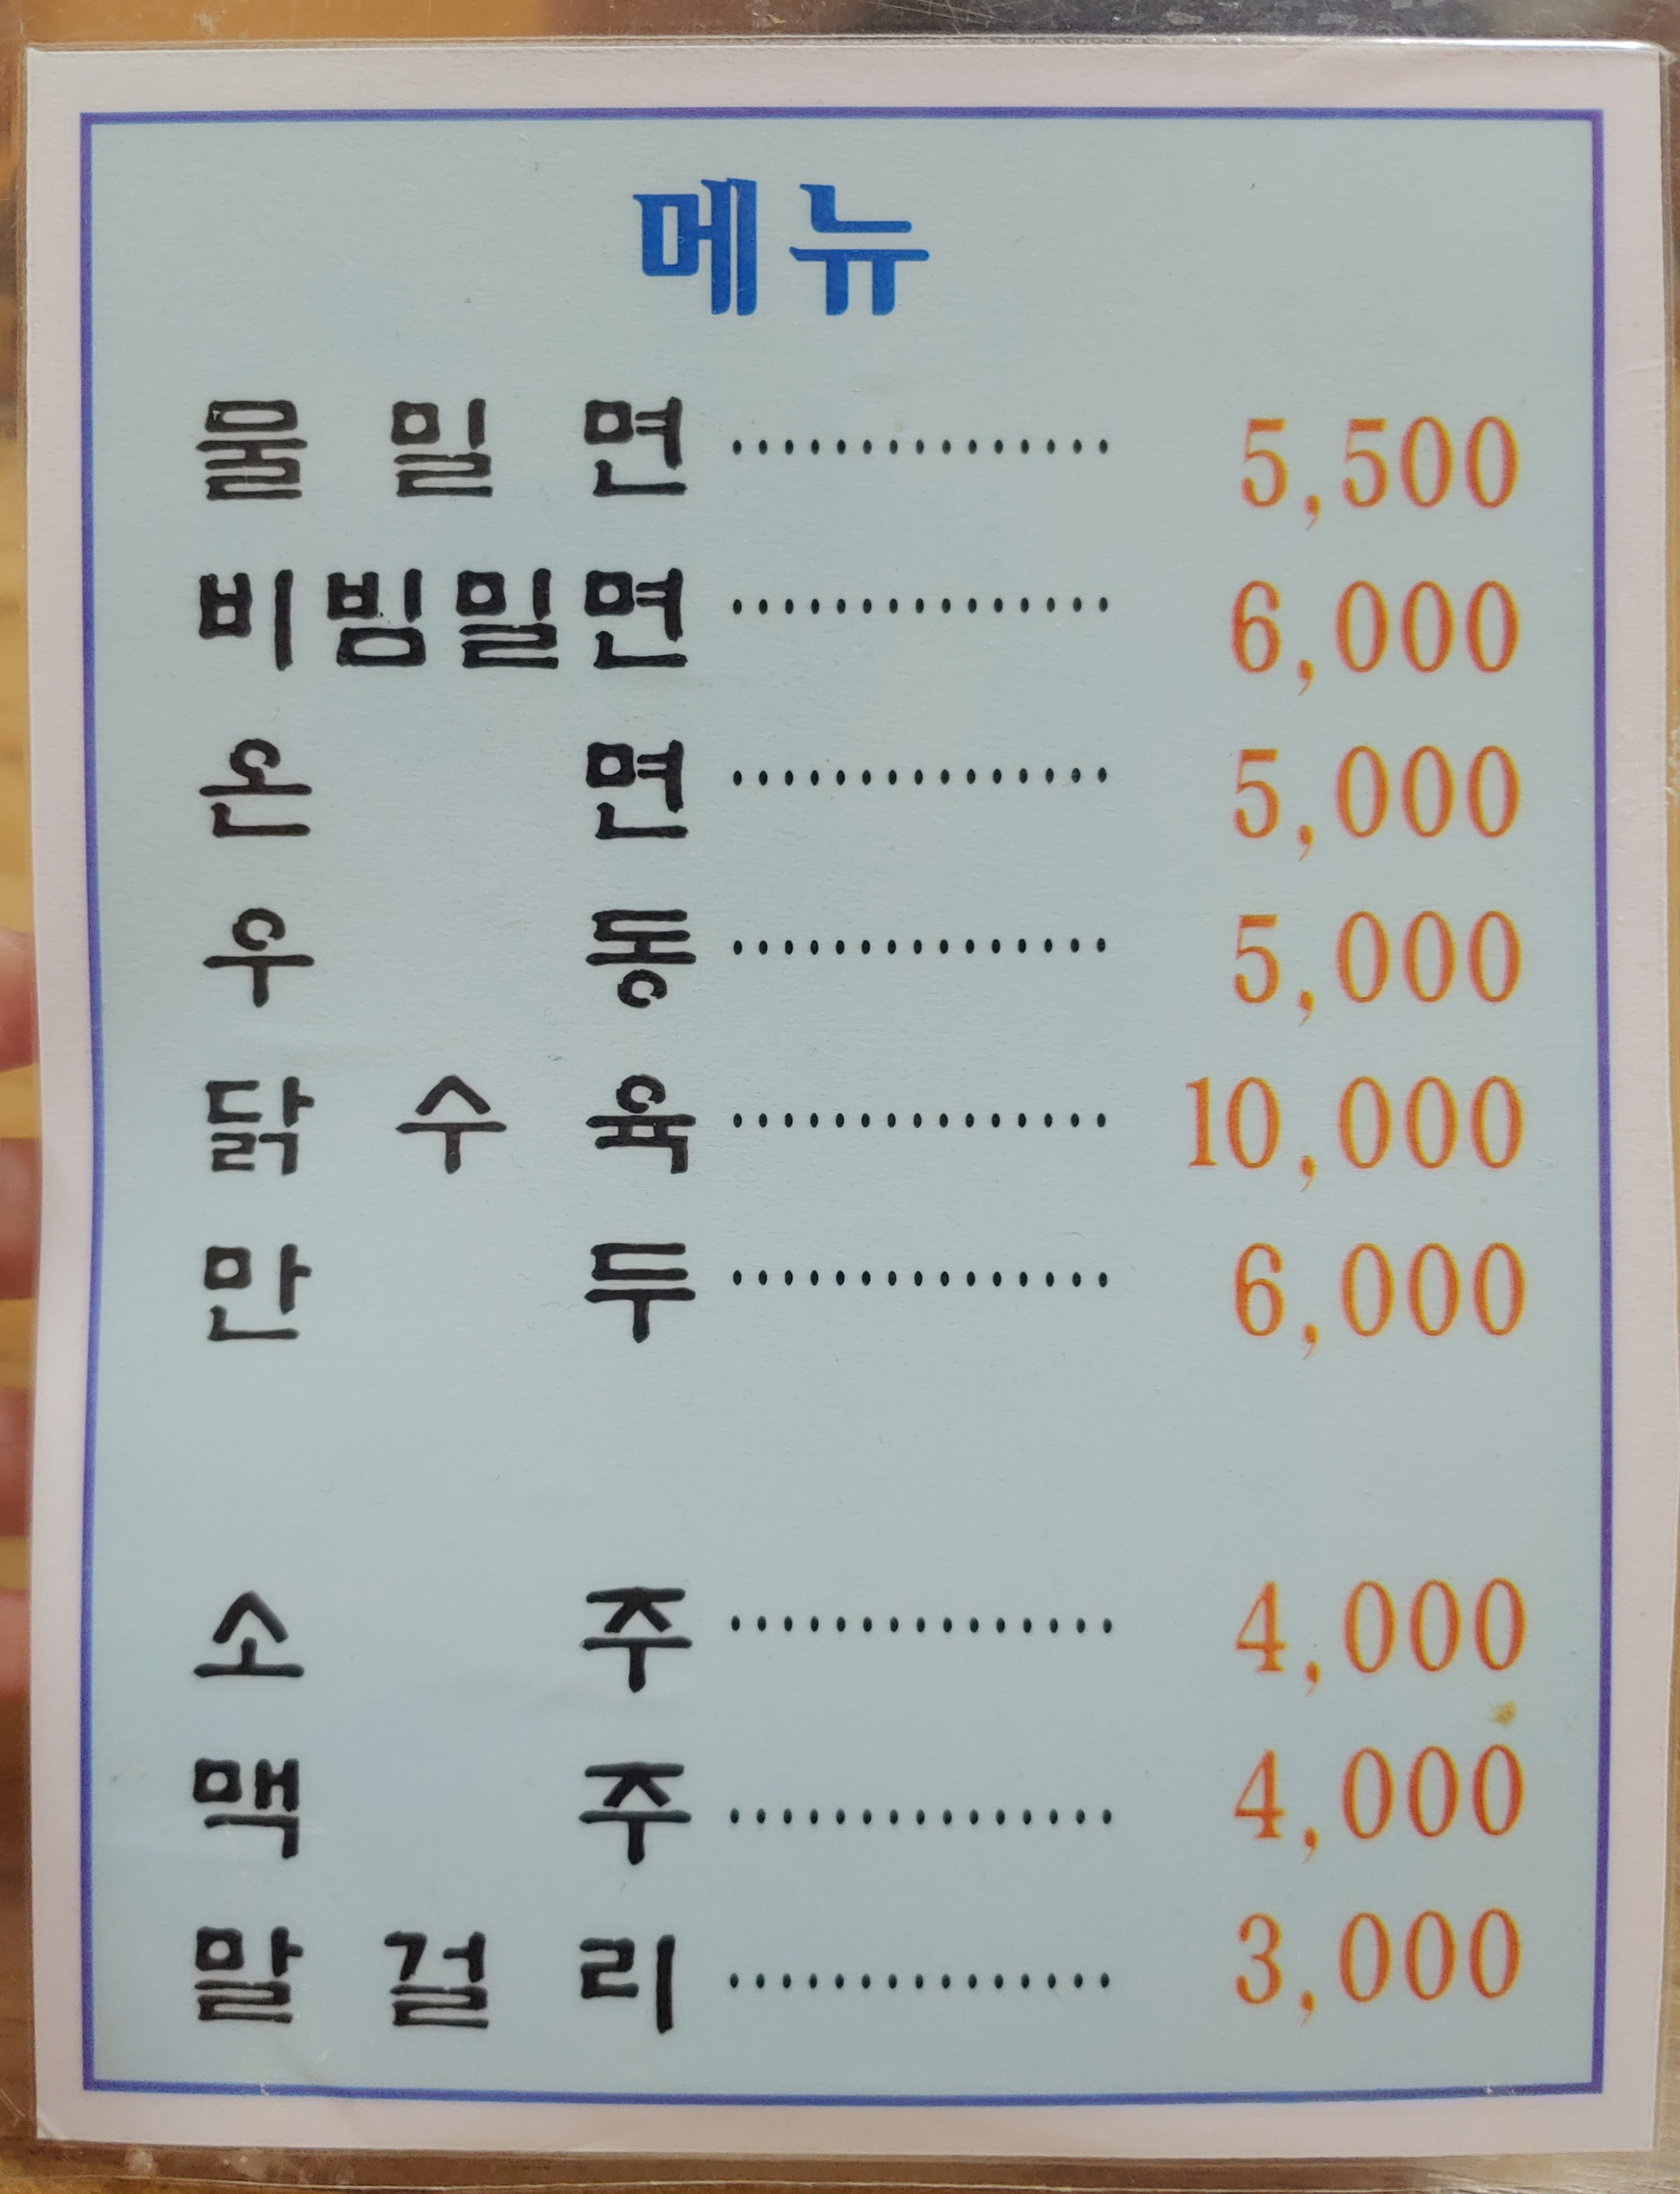 메뉴
물밀면 ⋯⋯⋯⋯⋯ 5,500
비빔밀면 ⋯⋯⋯⋯⋯ 6,000
온면 ⋯⋯⋯⋯⋯ 5,000
우동 ⋯⋯⋯⋯⋯ 5,000
닭수육 ⋯⋯⋯⋯⋯ 10,000
만두 ⋯⋯⋯⋯⋯ 6,000
소주 ⋯⋯⋯⋯⋯ 4,000
맥주 ⋯⋯⋯⋯⋯ 4,000
말걸리 ⋯⋯⋯⋯⋯ 3,000